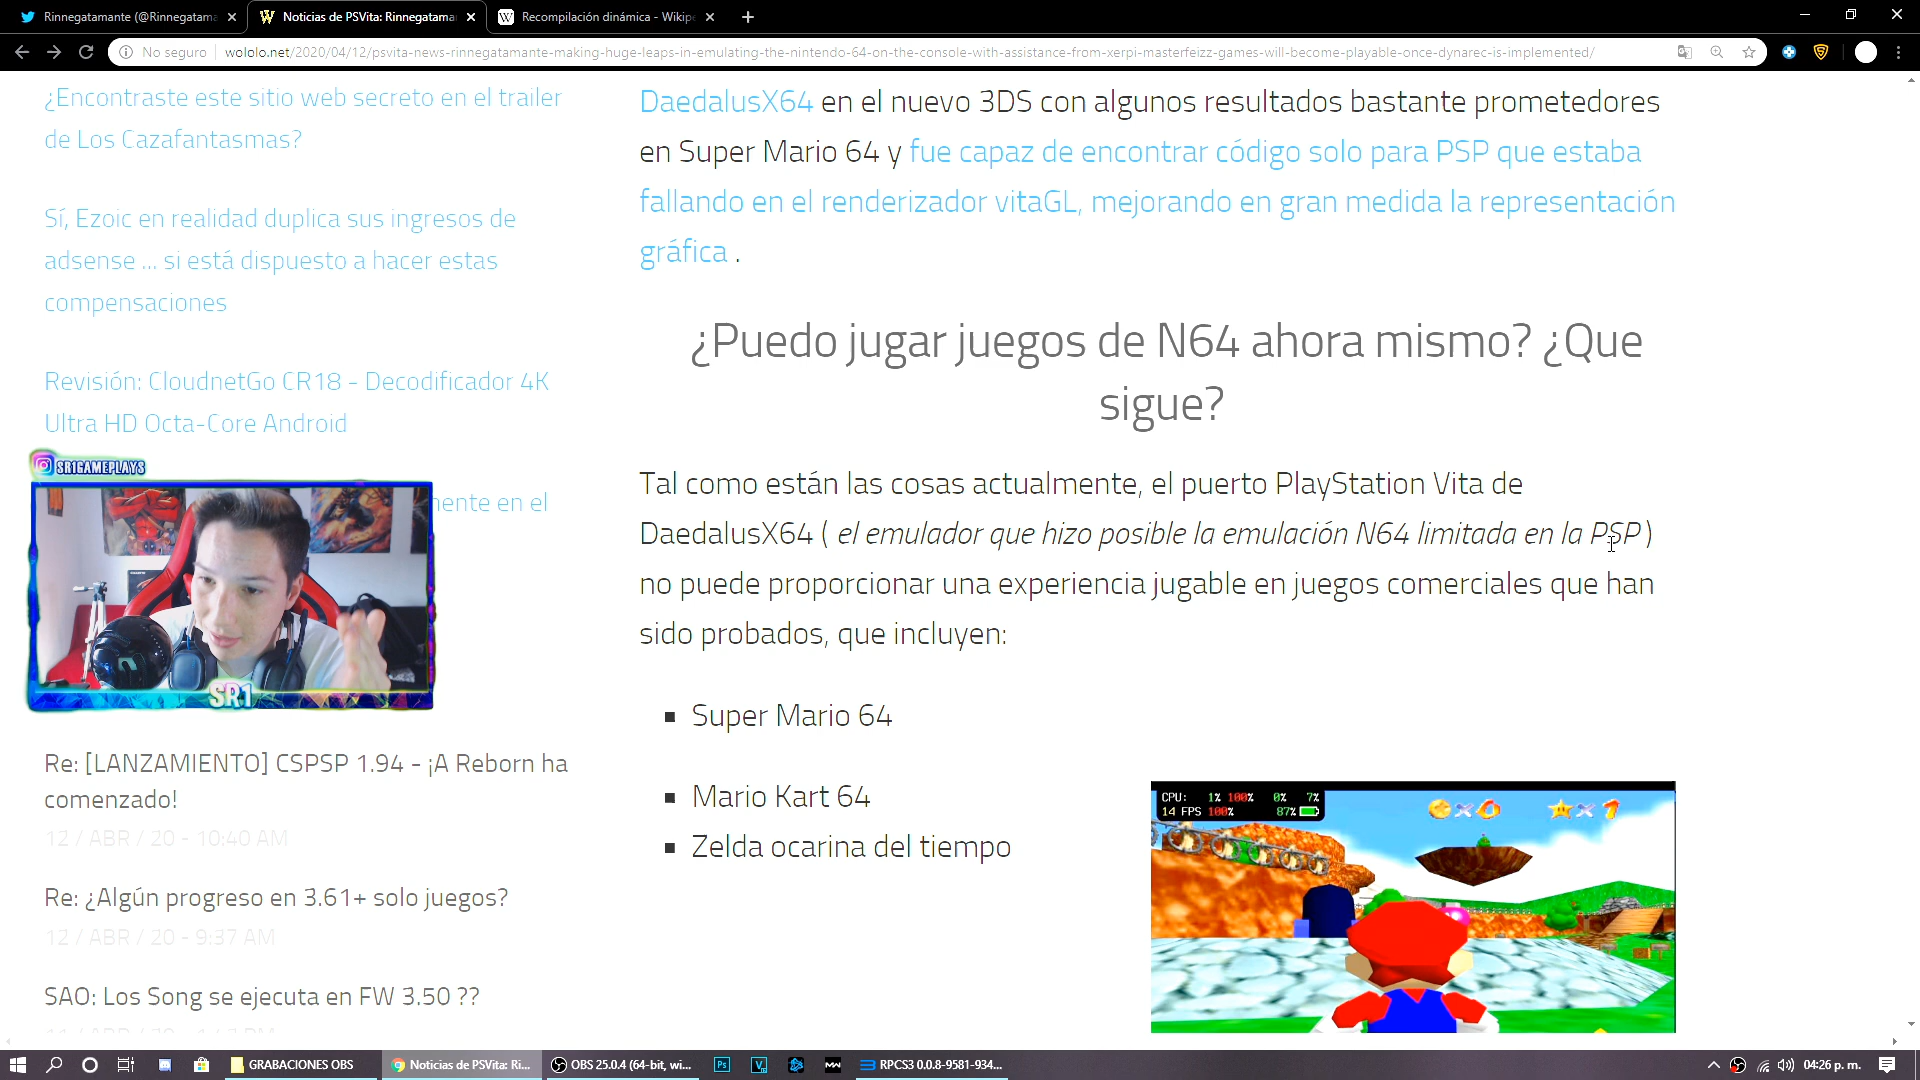 Rinnegatamante (@Rinnegatama
Noticias de PSVita: Rinnegatamar
Recompilación dinámica - Wikipe
No seguro
wololo.net/2020/04/12/psvita-news-rinnegatamante-making-huge-leaps-in-emulating-the-nintendo-64-on-the-console-with-assistance-from-xerpi-masterfeizz-games-will-become-playable-once-dynarec-is-implemented/
¿Encontraste este sitio web secreto en el trailer
de Los Cazafantasmas?
Sí, Ezoic en realidad duplica sus ingresos de
adsense ... si está dispuesto a hacer estas
compensaciones
Revisión: CloudnetGo CR18 - Decodificador 4K
Ultra HD Octa-Core Android
SR1GAMEPLAYS
mente en el
SR1
Re: [LANZAMIENTO] CSPSP 1.94 - ¡A Reborn ha
comenzado!
12 / ABR / 20 - 10:40 AM
Re: ¿Algún progreso en 3.61+ solo juegos?
12 / ABR / 20 - 9:37 AM
SAO: Los Song se ejecuta en FW 3.50 ??
DaedalusX64 en el nuevo 3DS con algunos resultados bastante prometedores
en Super Mario 64 y fue capaz de encontrar código solo para PSP que estaba
fallando en el renderizador vitaGL, mejorando en gran medida la representación
gráfica .
¿Puedo jugar juegos de N64 ahora mismo? ¿Que
sigue?
Tal como están las cosas actualmente, el puerto PlayStation Vita de
DaedalusX64 ( el emulador que hizo posible la emulación N64 limitada en la PSP )
no puede proporcionar una experiencia jugable en juegos comerciales que han
sido probados, que incluyen:
Super Mario 64
Mario Kart 64
Zelda ocarina del tiempo
CPU: 1% 100% 0% 7%
14 FPS 100% 87%
GRABACIONES OBS
Noticias de PSVita: Ri...
OBS 25.0.4 (64-bit, wi...
Ps
RPCS3 0.0.8-9581-934...
04:26 p. m.